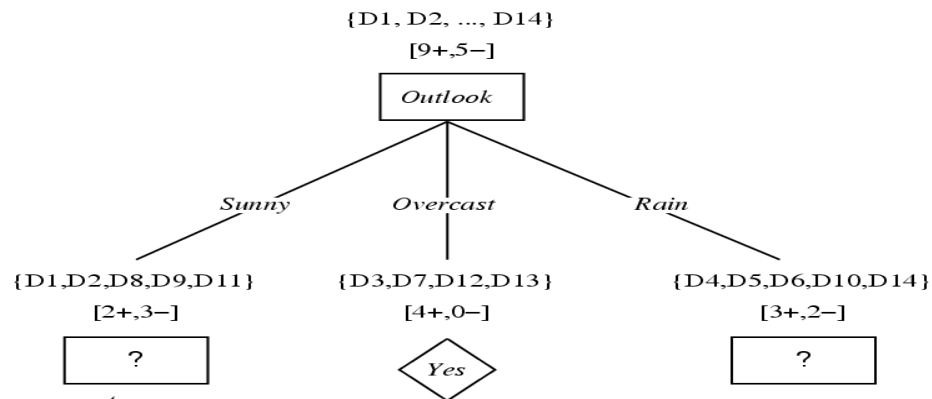 {D1, D2, ..., D14}
[9+,5−]
Outlook
Sunny Overcast Rain
{D1,D2,D8,D9,D11} {D3,D7,D12,D13} {D4,D5,D6,D10,D14}
[2+,3−] [4+,0−] [3+,2−]
? Yes ?